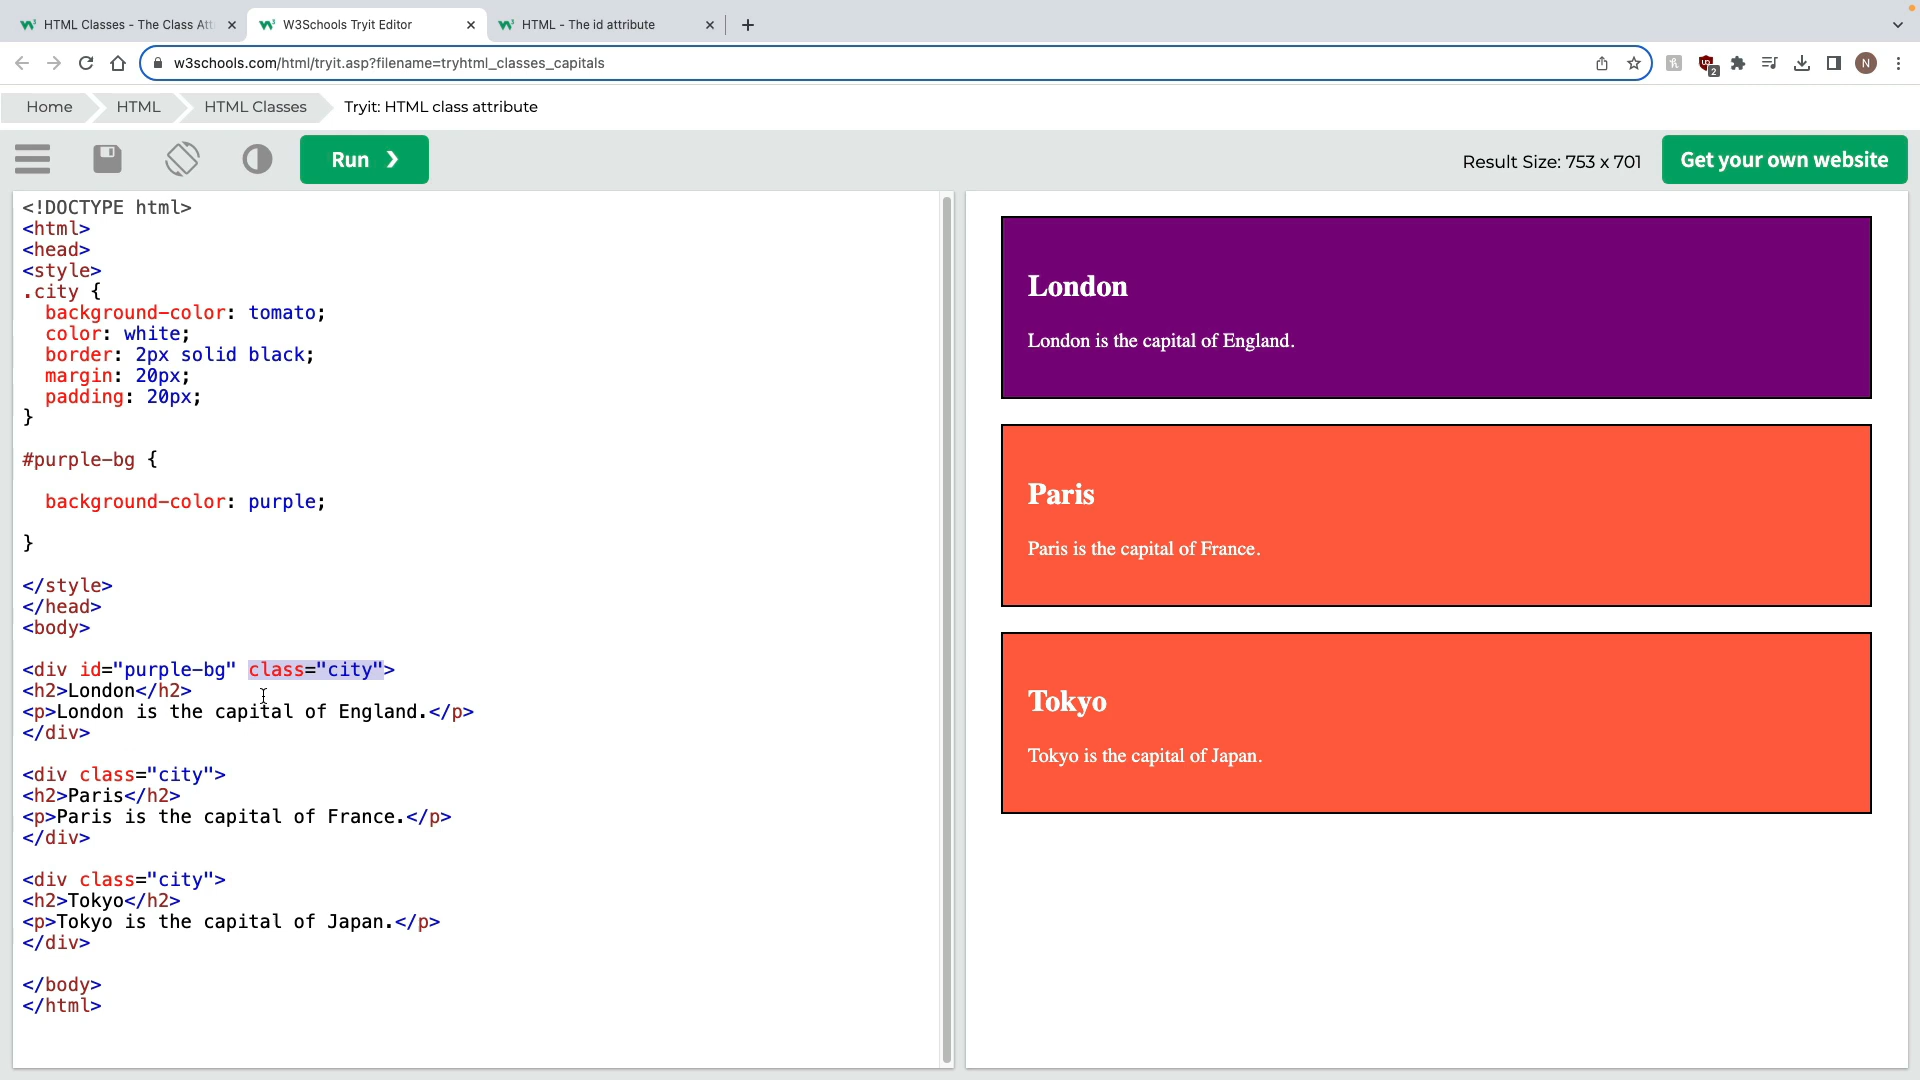 HTML Classes - The Class Att
W3Schools Tryit Editor
HTML - The id attribute
w3schools.com/html/tryit.asp?filename=tryhtml_classes_capitals
2
N
Home
HTML
HTML Classes
Tryit: HTML class attribute
Run ❯
Result Size: 753 x 701
Get your own website
<!DOCTYPE html>
<html>
<head>
<style>
.city {
  background-color: tomato;
  color: white;
  border: 2px solid black;
  margin: 20px;
  padding: 20px;
}
#purple-bg {
  background-color: purple;
}
</style>
</head>
<body>
<div id="purple-bg" class="city">
<h2>London</h2>
<p>London is the capital of England.</p>
</div>
<div class="city">
<h2>Paris</h2>
<p>Paris is the capital of France.</p>
</div>
<div class="city">
<h2>Tokyo</h2>
<p>Tokyo is the capital of Japan.</p>
</div>
</body>
</html>
London
London is the capital of England.
Paris
Paris is the capital of France.
Tokyo
Tokyo is the capital of Japan.